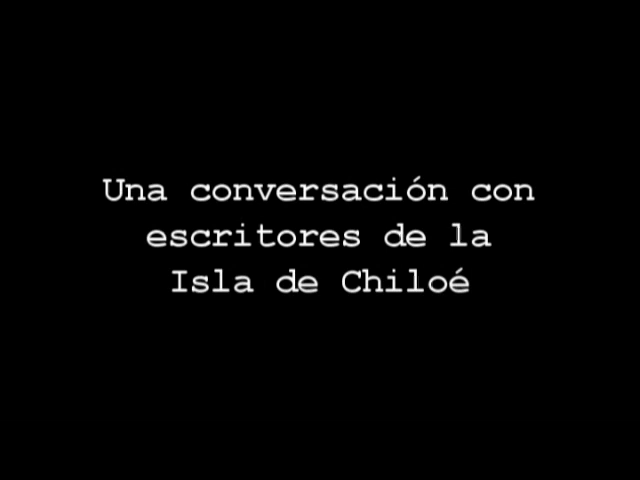 Una conversación con
escritores de la
Isla de Chiloé